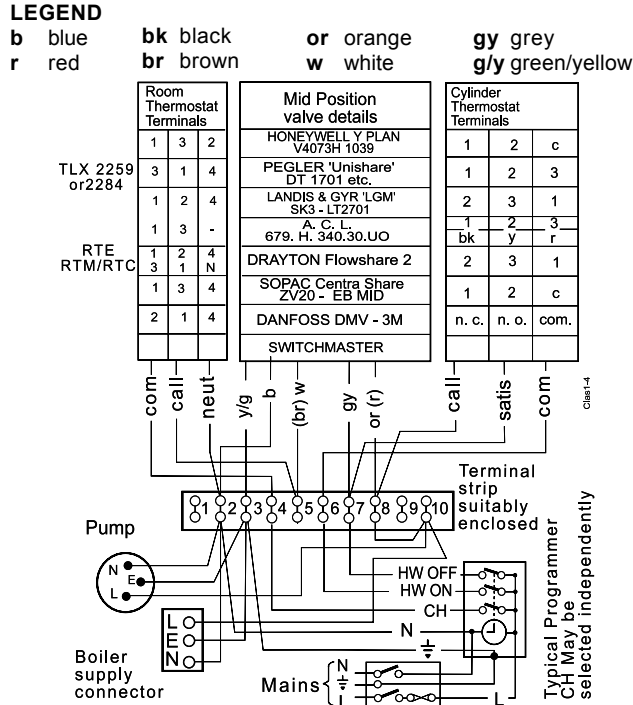 LEGEND
b blue bk black or orange gy grey
r red br brown w white g/y green/yellow
Room Thermostat Terminals
Mid Position valve details
Cylinder Thermostat Terminals
1 3 2 HONEYWELL Y PLAN V4073H 1039 1 2 c
TLX 2259 or2284 3 1 4 PEGLER 'Unishare' DT 1701 etc. 1 2 3
1 2 4 LANDIS & GYR 'LGM' SK3 - LT2701 2 3 1
1 3 - A. C. L. 679. H. 340.30.UO 1 2 3
bk y r
RTE 1 2 4
RTM/RTC 3 1 N DRAYTON Flowshare 2 2 3 1
1 3 4 SOPAC Centra Share ZV20 - EB MID 1 2 c
2 1 4 DANFOSS DMV - 3M n. c. n. o. com.
SWITCHMASTER
com call neut y/g b (br) w gy or (r) call satis com
Clas1-4
1 2 3 4 5 6 7 8 9 10
Terminal
strip
suitably
enclosed
Pump
N
E
L
HW OFF
HW ON
CH
N
L
E
N
Boiler
supply
connector
Mains
N
L
L
Typical Programmer
CH May be
selected independently